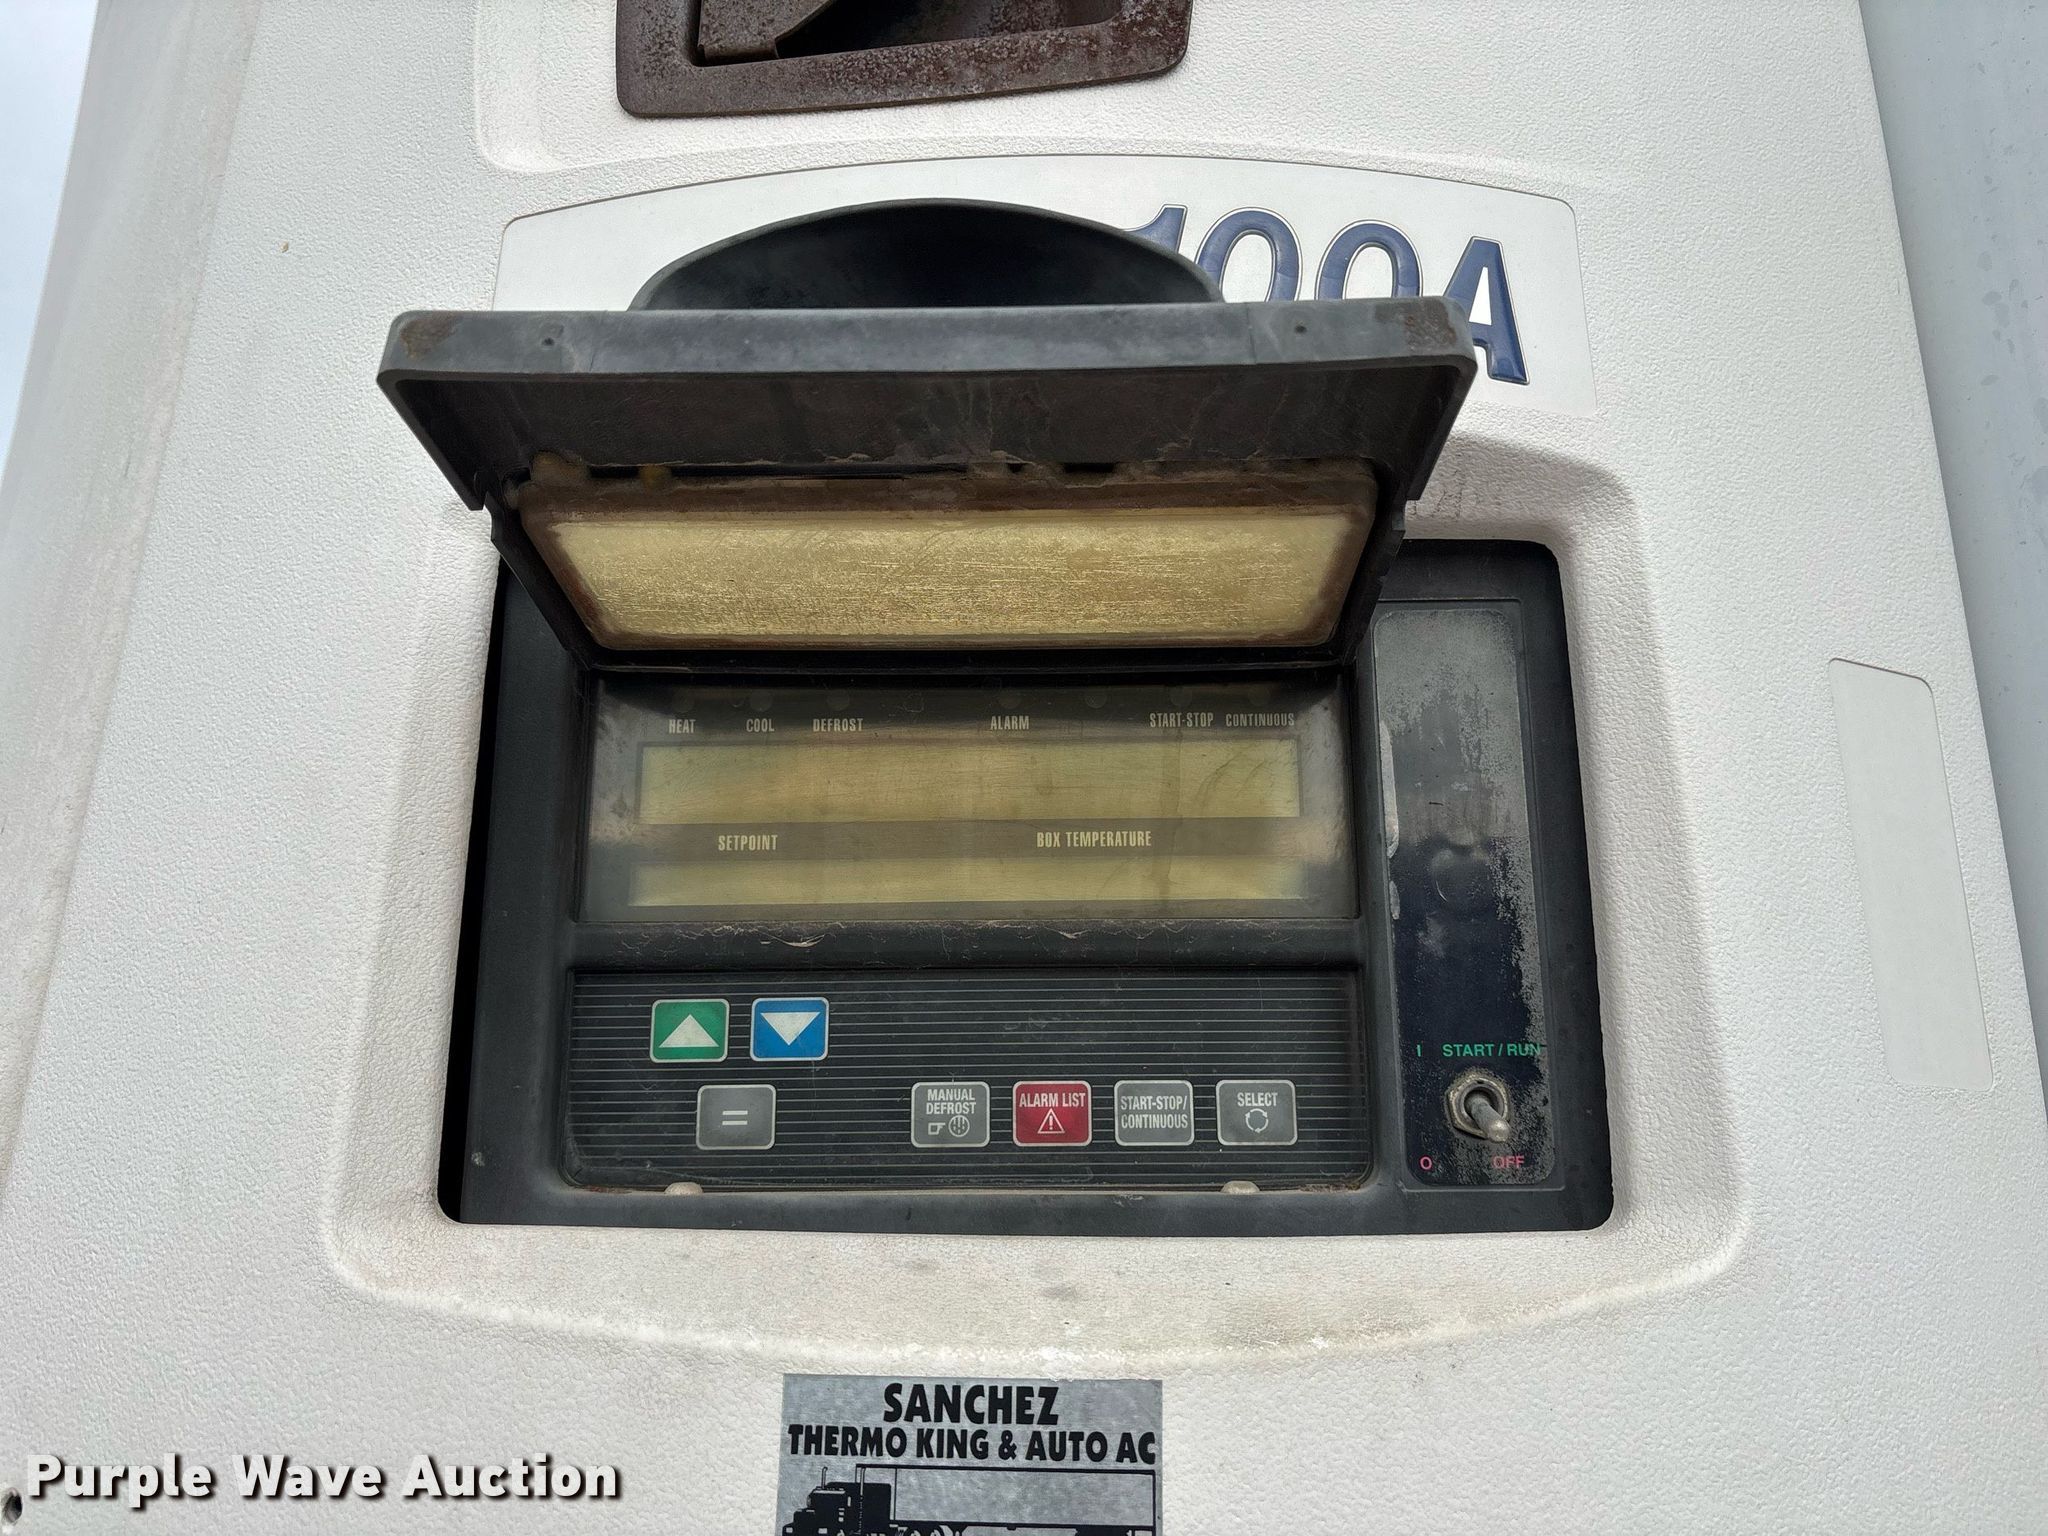 100A
HEAT COOL DEFROST ALARM START-STOP CONTINUOUS
SETPOINT BOX TEMPERATURE
I START / RUN
=
MANUAL DEFROST
ALARM LIST
START-STOP/ CONTINUOUS
SELECT
O OFF
SANCHEZ
THERMO KING & AUTO AC
Purple Wave Auction